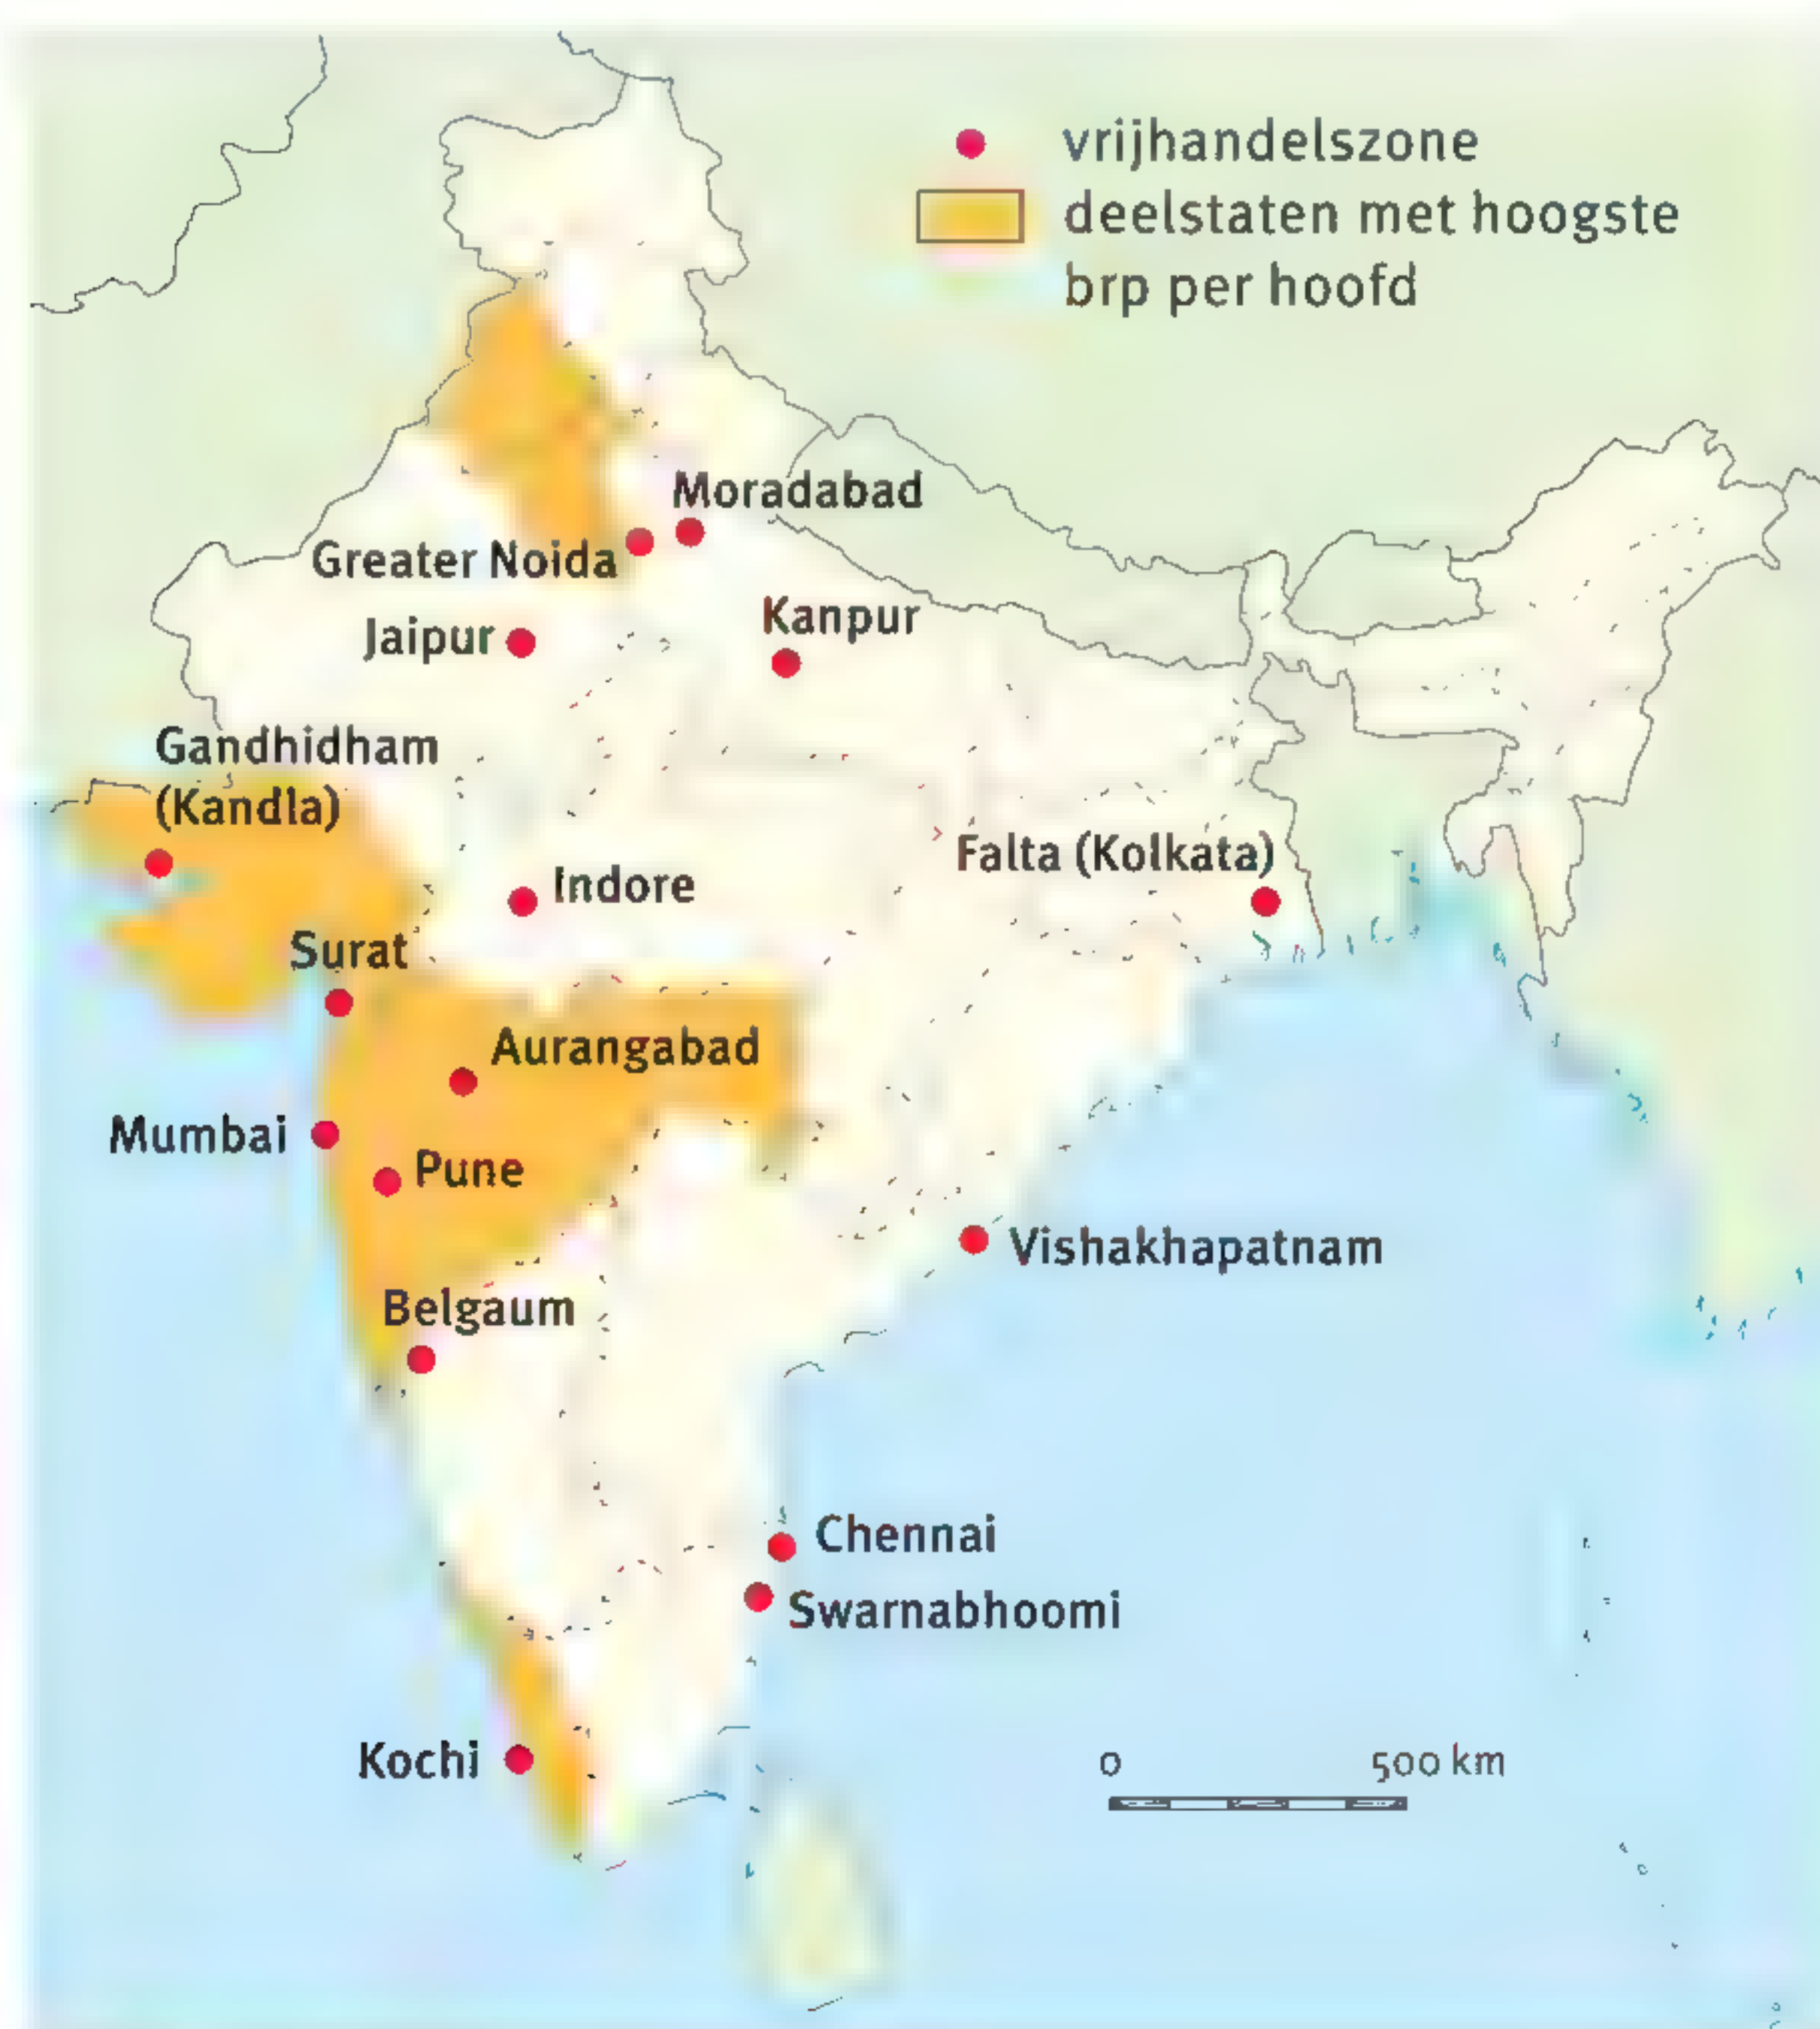 vrijhandelszone
deelstaten met hoogste
brp per hoofd
Moradabad
Greater Noida
Kanpur
Jaipur
Gandhidham
(Kandla)
Falta (Kolkata)
Indore
Surat
Aurangabad
Mumbai
Pune
Vishakhapatnam
Belgaum
Chennai
Swarnabhoomi
Kochi
0 500 km